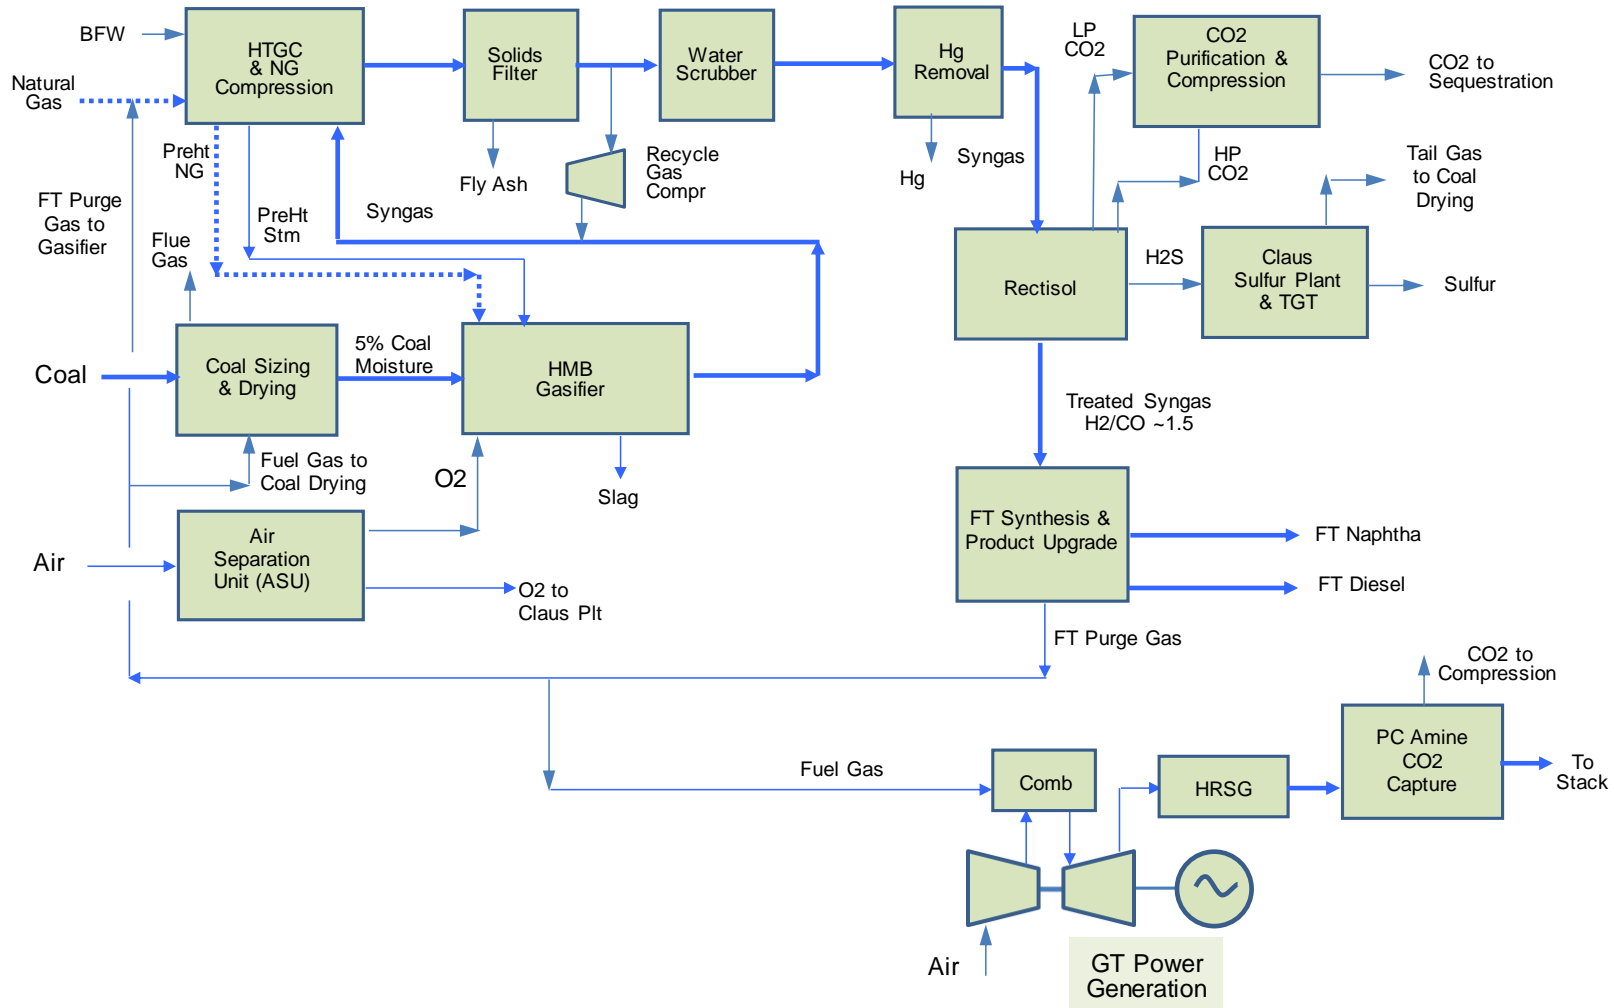 BFW
HTGC
& NG
Compression
Solids
Filter
Water
Scrubber
Hg
Removal
LP
CO2
CO2
Purification &
Compression
CO2 to
Sequestration
Natural
Gas
Preht
NG
Recycle
Gas
Compr
Fly Ash
Hg
Syngas
HP
CO2
Tail Gas
to Coal
Drying
FT Purge
Gas to
Gasifier
PreHt
Stm
Syngas
Flue
Gas
Rectisol
H2S
Claus
Sulfur Plant
& TGT
Sulfur
Coal
Coal Sizing
& Drying
5% Coal
Moisture
HMB
Gasifier
Treated Syngas
H2/CO ~1.5
Fuel Gas to
Coal Drying
O2
Slag
Air
Air
Separation
Unit (ASU)
O2 to
Claus Plt
FT Synthesis &
Product Upgrade
FT Naphtha
FT Diesel
FT Purge Gas
CO2 to
Compression
Fuel Gas
Comb
HRSG
PC Amine
CO2
Capture
To
Stack
Air
GT Power
Generation